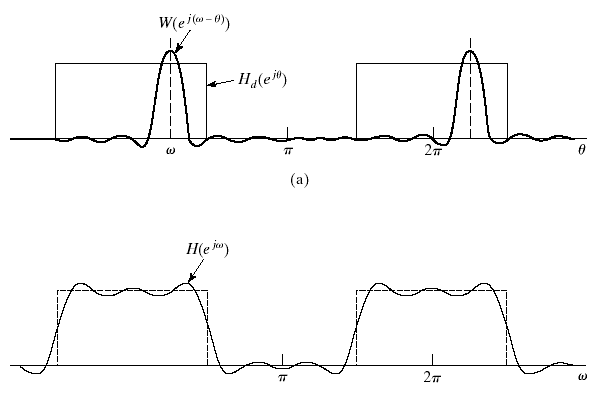 W(e^{j(ω−θ)})
H_d(e^{jθ})
ω π 2π θ
(a)
H(e^{jω})
π 2π ω